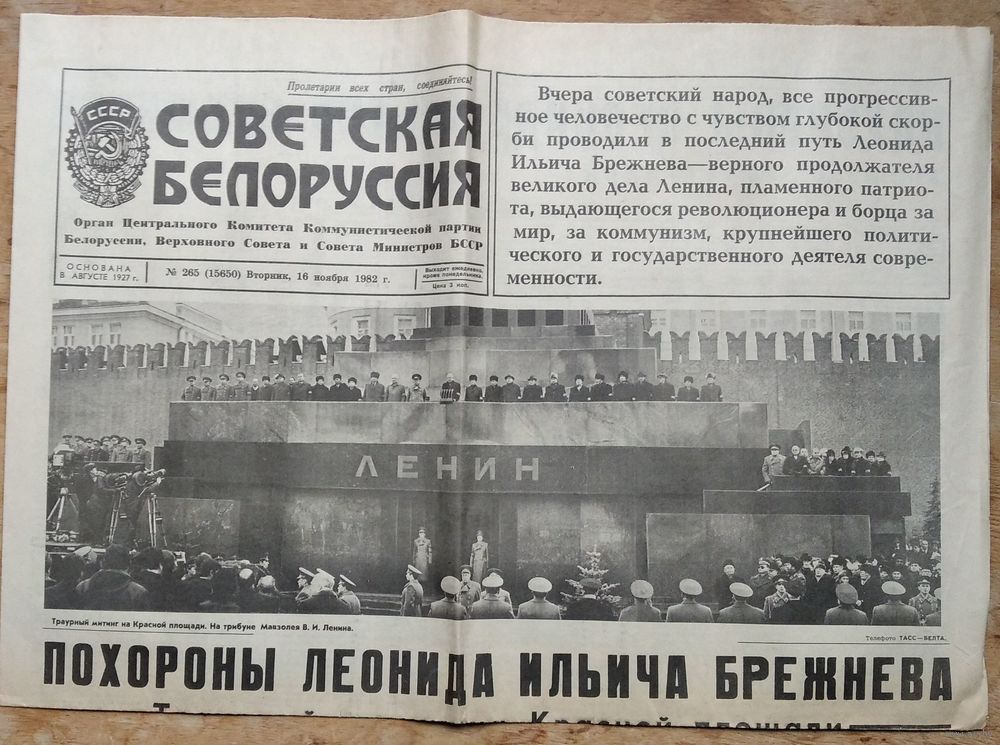 Пролетарии всех стран, соединяйтесь!
СССР
СОВЕТСКАЯ
БЕЛОРУССИЯ
Орган Центрального Комитета Коммунистической партии
Белоруссии, Верховного Совета и Совета Министров БССР
ОСНОВАНА
В АВГУСТЕ 1927 г.
№ 265 (15650) Вторник, 16 ноября 1982 г.
Выходит ежедневно,
кроме понедельника.
Цена 3 коп.
Вчера советский народ, все прогрессив-
ное человечество с чувством глубокой скор-
би проводили в последний путь Леонида
Ильича Брежнева—верного продолжателя
великого дела Ленина, пламенного патрио-
та, выдающегося революционера и борца за
мир, за коммунизм, крупнейшего полити-
ческого и государственного деятеля совре-
менности.
ЛЕНИН
Траурный митинг на Красной площади. На трибуне Мавзолея В. И. Ленина.
Телефото ТАСС—БЕЛТА.
ПОХОРОНЫ ЛЕОНИДА ИЛЬИЧА БРЕЖНЕВА
Красной площади